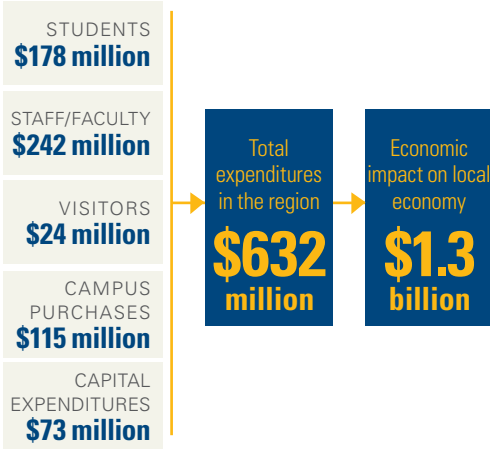 STUDENTS
$178 million
STAFF/FACULTY
$242 million
VISITORS
$24 million
CAMPUS
PURCHASES
$115 million
CAPITAL
EXPENDITURES
$73 million
Total
expenditures
in the region
$632
million
Economic
impact on local
economy
$1.3
billion